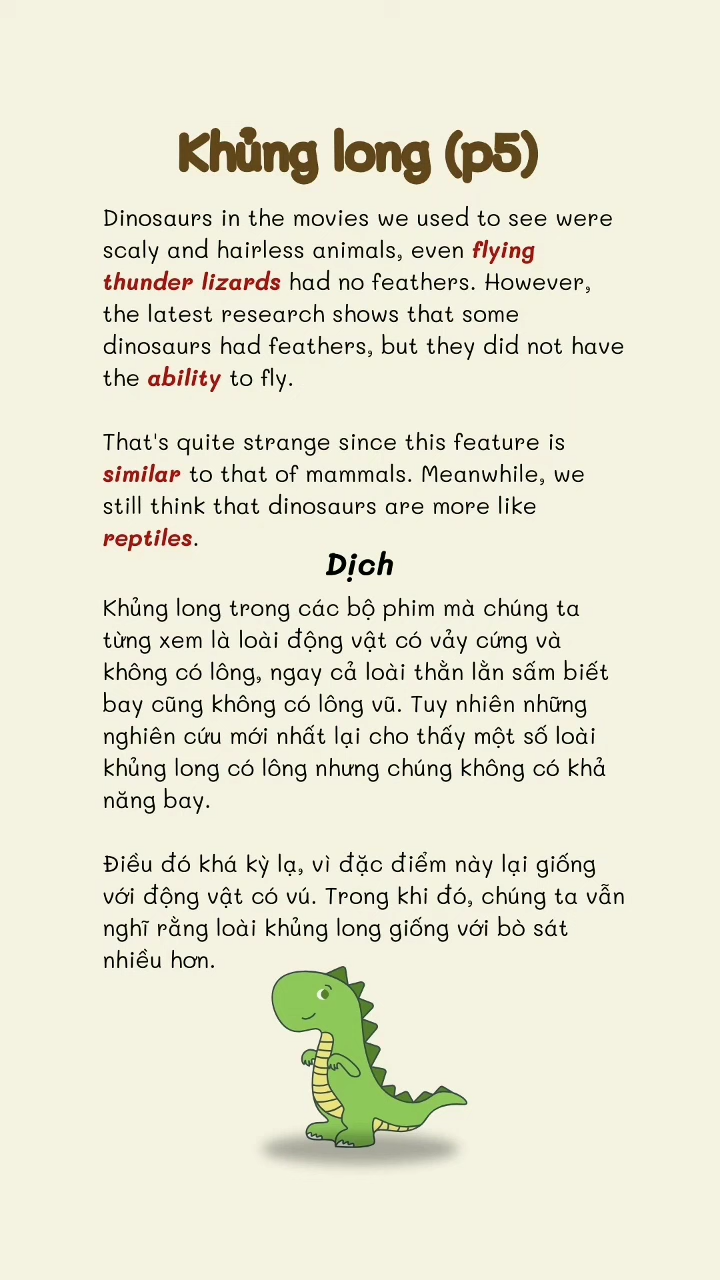 Khủng long (p5)
Dinosaurs in the movies we used to see were
scaly and hairless animals, even flying
thunder lizards had no feathers. However,
the latest research shows that some
dinosaurs had feathers, but they did not have
the ability to fly.
That's quite strange since this feature is
similar to that of mammals. Meanwhile, we
still think that dinosaurs are more like
reptiles.
Dịch
Khủng long trong các bộ phim mà chúng ta
từng xem là loài động vật có vảy cứng và
không có lông, ngay cả loài thằn lằn sấm biết
bay cũng không có lông vũ. Tuy nhiên những
nghiên cứu mới nhất lại cho thấy một số loài
khủng long có lông nhưng chúng không có khả
năng bay.
Điều đó khá kỳ lạ, vì đặc điểm này lại giống
với động vật có vú. Trong khi đó, chúng ta vẫn
nghĩ rằng loài khủng long giống với bò sát
nhiều hơn.